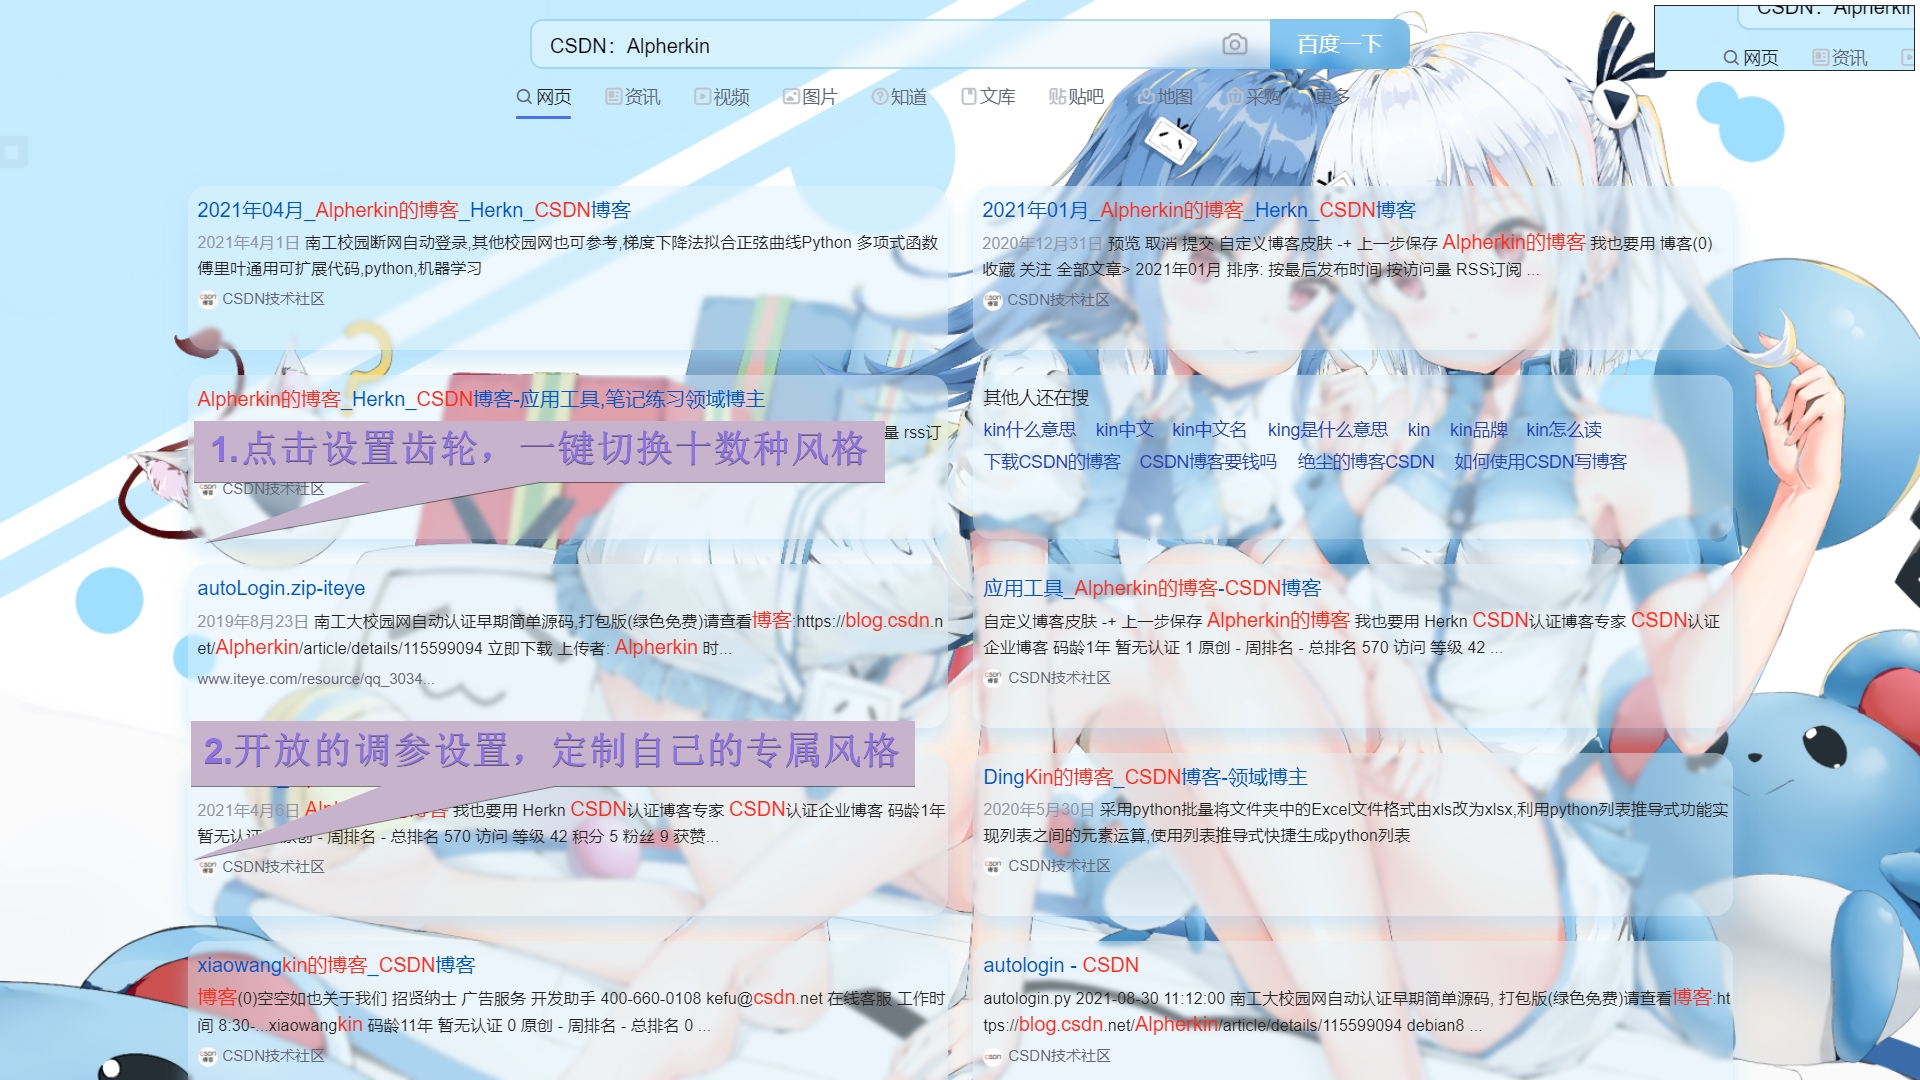 CSDN：Alpherkin
百度一下
CSDN：Alpherkin
网页 资讯
网页 资讯 视频 图片 知道 文库 贴吧 地图 采购 更多
2021年04月_Alpherkin的博客_Herkn_CSDN博客
2021年4月1日 南工校园断网自动登录,其他校园网也可参考,梯度下降法拟合正弦曲线Python 多项式函数
傅里叶通用可扩展代码,python,机器学习
CSDN技术社区
2021年01月_Alpherkin的博客_Herkn_CSDN博客
2020年12月31日 预览 取消 提交 自定义博客皮肤 -+ 上一步保存 Alpherkin的博客 我也要用 博客(0)
收藏 关注 全部文章> 2021年01月 排序: 按最后发布时间 按访问量 RSS订阅 ...
CSDN技术社区
Alpherkin的博客_Herkn_CSDN博客-应用工具,笔记练习领域博主
量 rss订
1.点击设置齿轮，一键切换十数种风格
CSDN技术社区
其他人还在搜
kin什么意思 kin中文 kin中文名 king是什么意思 kin kin品牌 kin怎么读
下载CSDN的博客 CSDN博客要钱吗 绝尘的博客CSDN 如何使用CSDN写博客
autoLogin.zip-iteye
2019年8月23日 南工大校园网自动认证早期简单源码,打包版(绿色免费)请查看博客:https://blog.csdn.n
et/Alpherkin/article/details/115599094 立即下载 上传者: Alpherkin 时...
www.iteye.com/resource/qq_3034...
应用工具_Alpherkin的博客-CSDN博客
自定义博客皮肤 -+ 上一步保存 Alpherkin的博客 我也要用 Herkn CSDN认证博客专家 CSDN认证
企业博客 码龄1年 暂无认证 1 原创 - 周排名 - 总排名 570 访问 等级 42 ...
CSDN技术社区
2.开放的调参设置，定制自己的专属风格
2021年4月6日 我也要用 Herkn CSDN认证博客专家 CSDN认证企业博客 码龄1年
暂无认证 原创 - 周排名 - 总排名 570 访问 等级 42 积分 5 粉丝 9 获赞...
CSDN技术社区
DingKin的博客_CSDN博客-领域博主
2020年5月30日 采用python批量将文件夹中的Excel文件格式由xls改为xlsx,利用python列表推导式功能实
现列表之间的元素运算,使用列表推导式快捷生成python列表
CSDN技术社区
xiaowangkin的博客_CSDN博客
博客(0)空空如也关于我们 招贤纳士 广告服务 开发助手 400-660-0108 kefu@csdn.net 在线客服 工作时
间 8:30-...xiaowangkin 码龄11年 暂无认证 0 原创 - 周排名 - 总排名 0 ...
CSDN技术社区
autologin - CSDN
autologin.py 2021-08-30 11:12:00 南工大校园网自动认证早期简单源码, 打包版(绿色免费)请查看博客:ht
tps://blog.csdn.net/Alpherkin/article/details/115599094 debian8 ...
CSDN技术社区